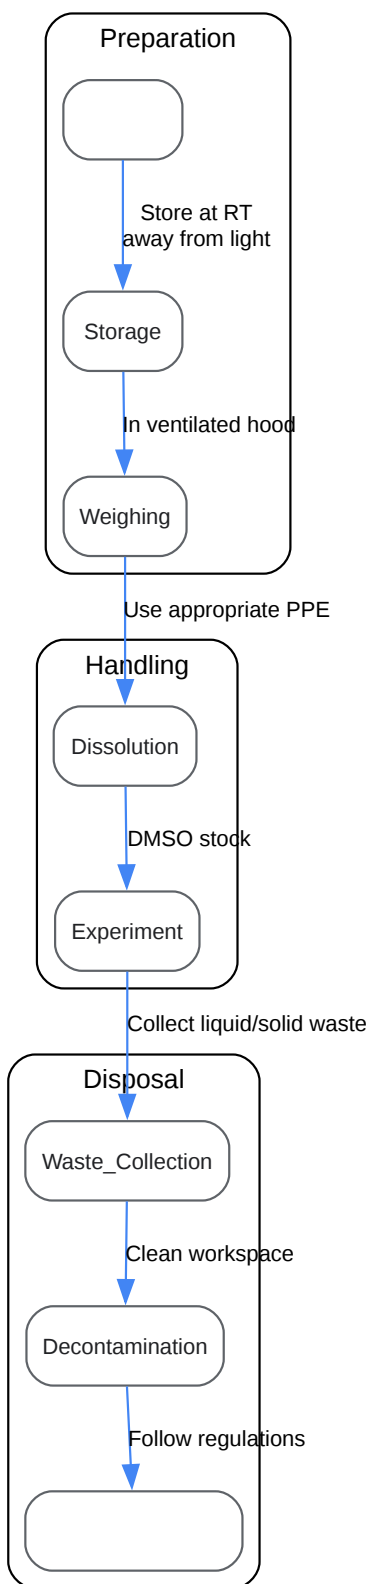 Preparation
Store at RT
away from light
Storage
In ventilated hood
Weighing
Use appropriate PPE
Handling
Dissolution
DMSO stock
Experiment
Collect liquid/solid waste
Disposal
Waste_Collection
Clean workspace
Decontamination
Follow regulations